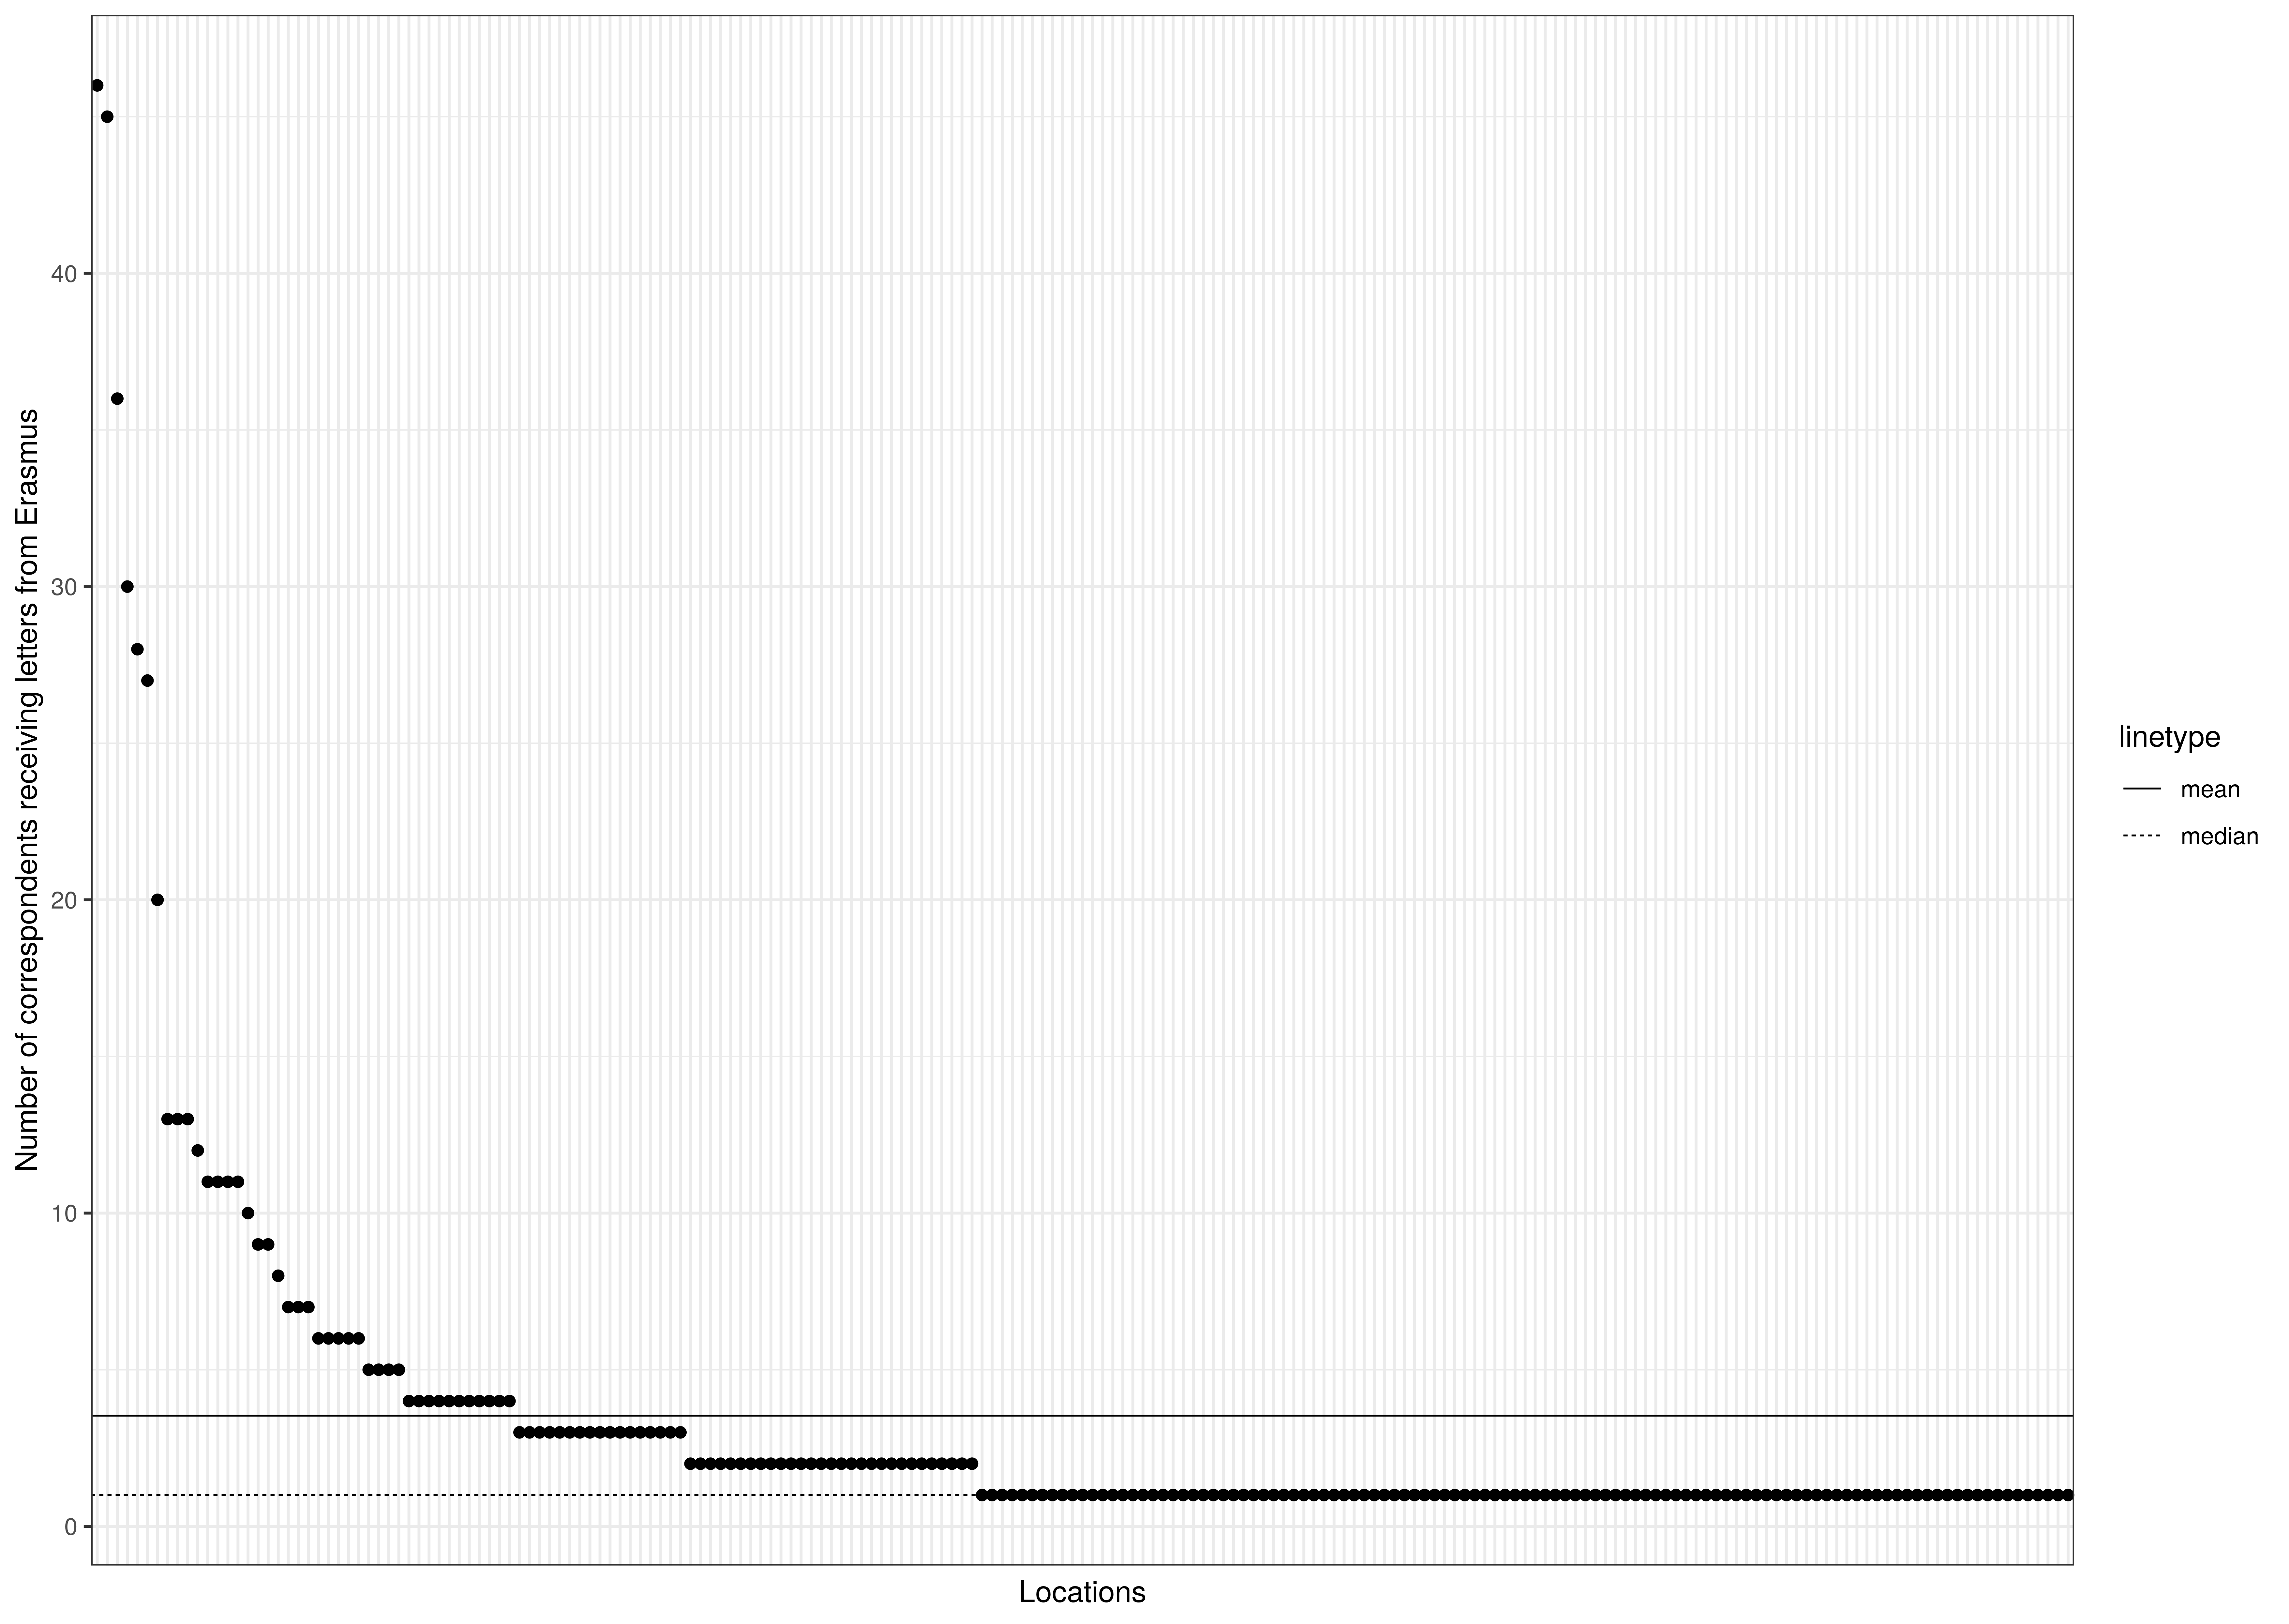 Number of correspondents receiving letters from Erasmus
40
30
20
10
0
Locations
linetype
mean
median